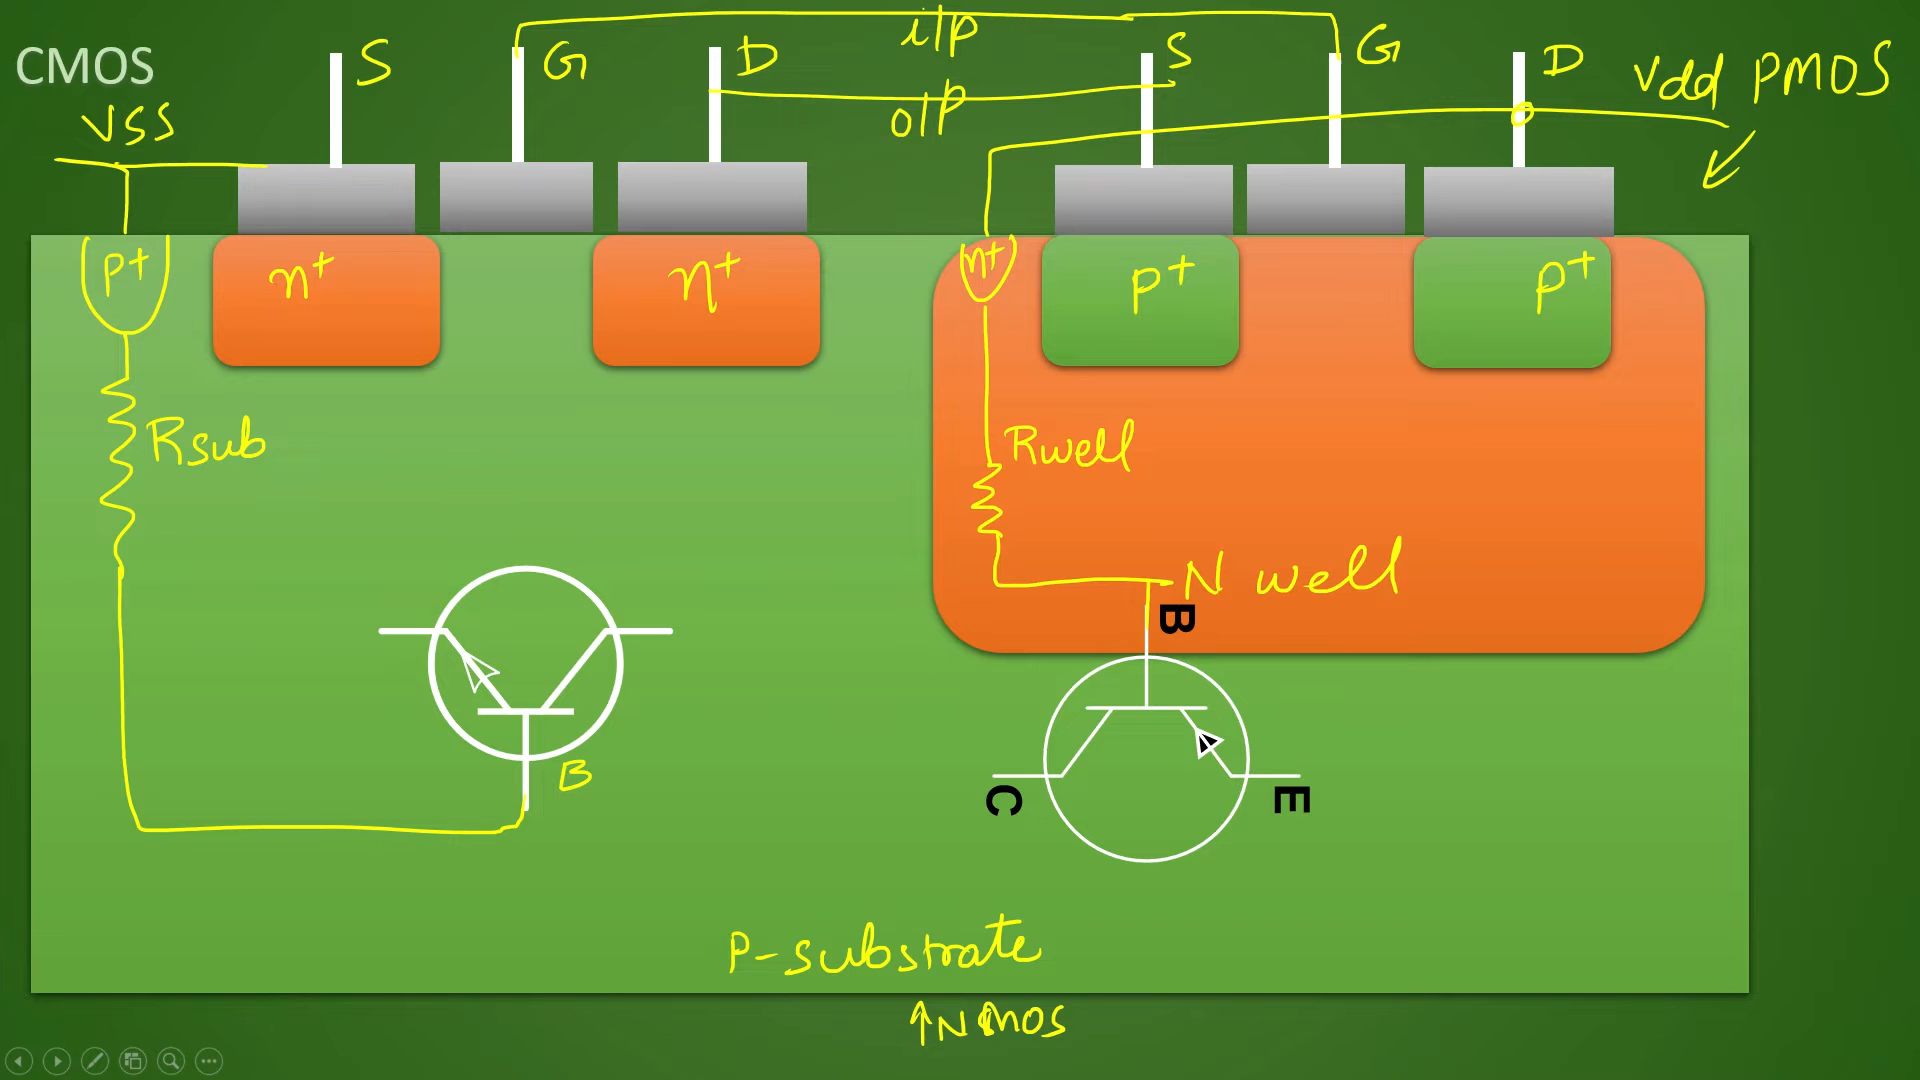 CMOS
S G D i/p S G D Vdd PMOS
VSS o/p
p+ n+ n+ n+ p+ p+
Rsub Rwell
N well
B
B
C E
P-substrate
↑NMOS